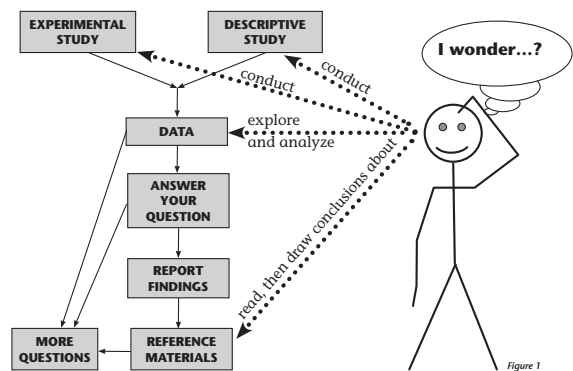 EXPERIMENTAL
STUDY
DESCRIPTIVE
STUDY
I wonder...?
conduct
conduct
DATA
explore
and analyze
ANSWER
YOUR
QUESTION
read, then draw conclusions about
REPORT
FINDINGS
MORE
QUESTIONS
REFERENCE
MATERIALS
Figure 1